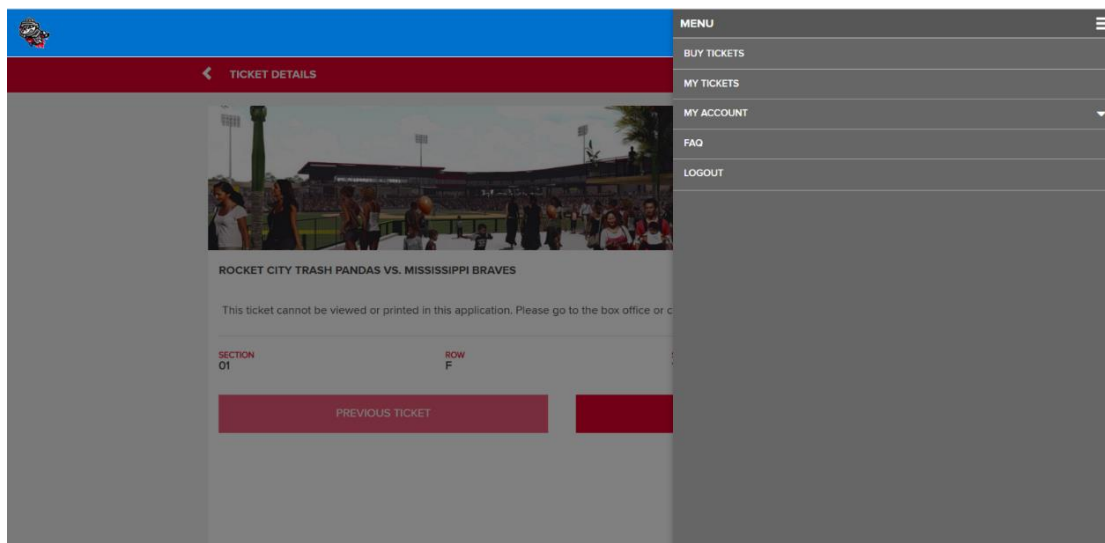 MENU
BUY TICKETS
TICKET DETAILS
MY TICKETS
MY ACCOUNT
FAQ
LOGOUT
ROCKET CITY TRASH PANDAS VS. MISSISSIPPI BRAVES
This ticket cannot be viewed or printed in this application. Please go to the box office or c
SECTION
ROW
01
F
PREVIOUS TICKET